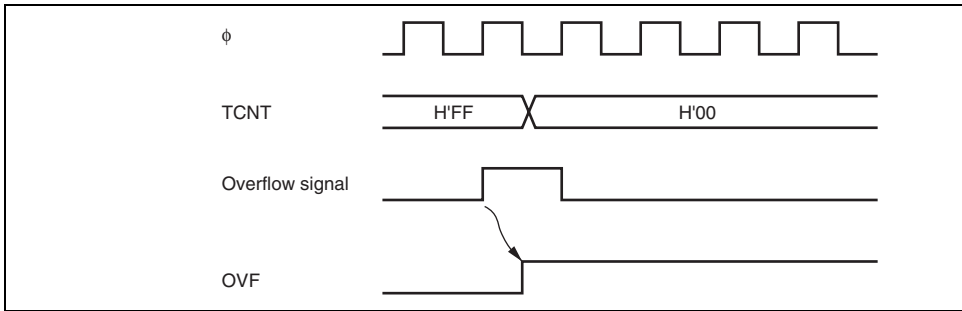 ϕ
TCNT H'FF H'00
Overflow signal
OVF